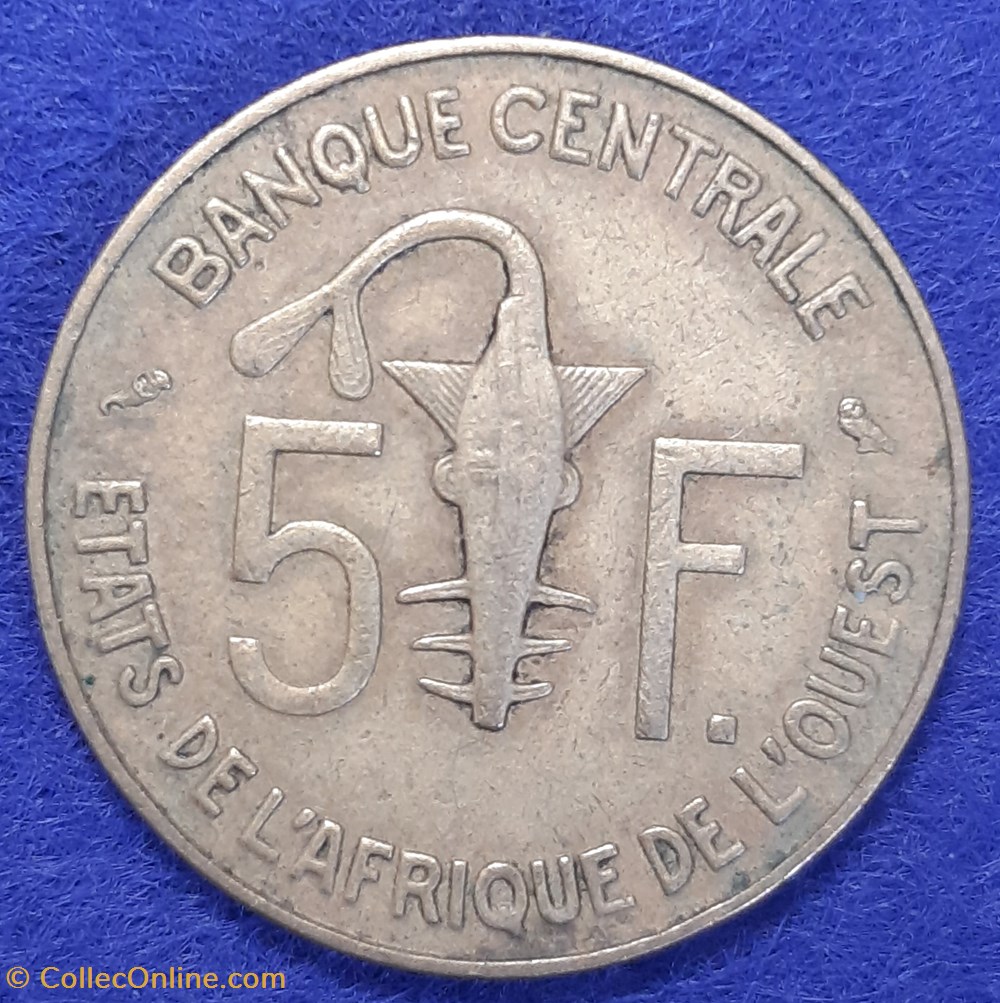 BANQUE CENTRALE
5 F.
ETATS DE L'AFRIQUE DE L'OUEST
© CollecOnline.com